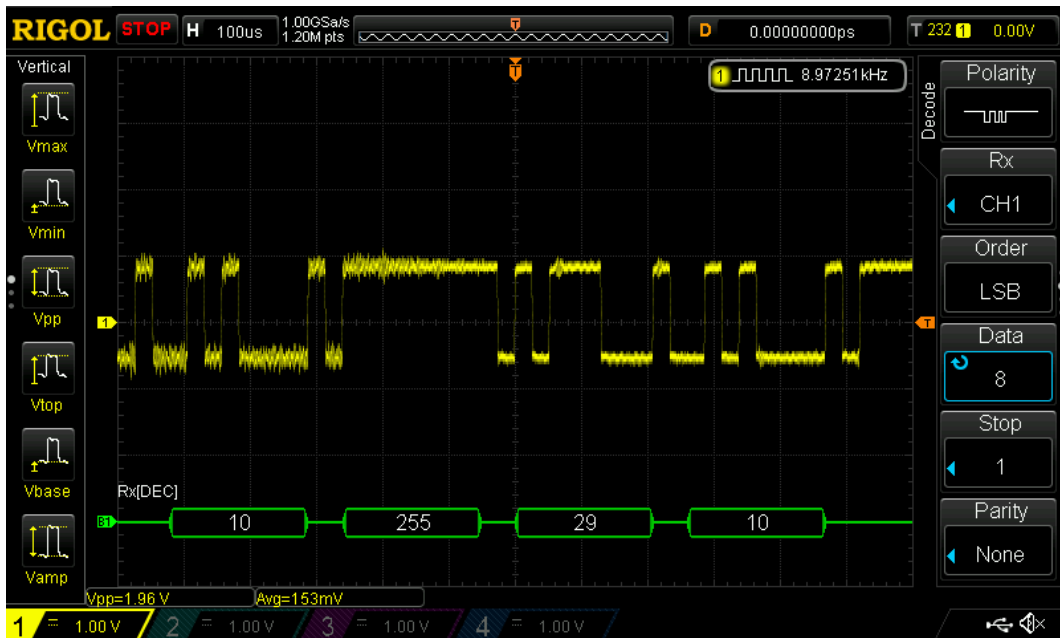 RIGOL STOP H 100us 1.00GSa/s 1.20M pts D 0.00000000ps T 232 1 0.00V
Vertical
1 8.97251kHz
Vmax
Vmin
Vpp
Vtop
Vbase
Vamp
T
1
T
Rx[DEC]
B1 10 255 29 10
Decode
Polarity
Rx
CH1
Order
LSB
Data
8
Stop
1
Parity
None
Vpp=1.96 V Avg=153mV
1 = 1.00 V 2 = 1.00 V 3 = 1.00 V 4 = 1.00 V